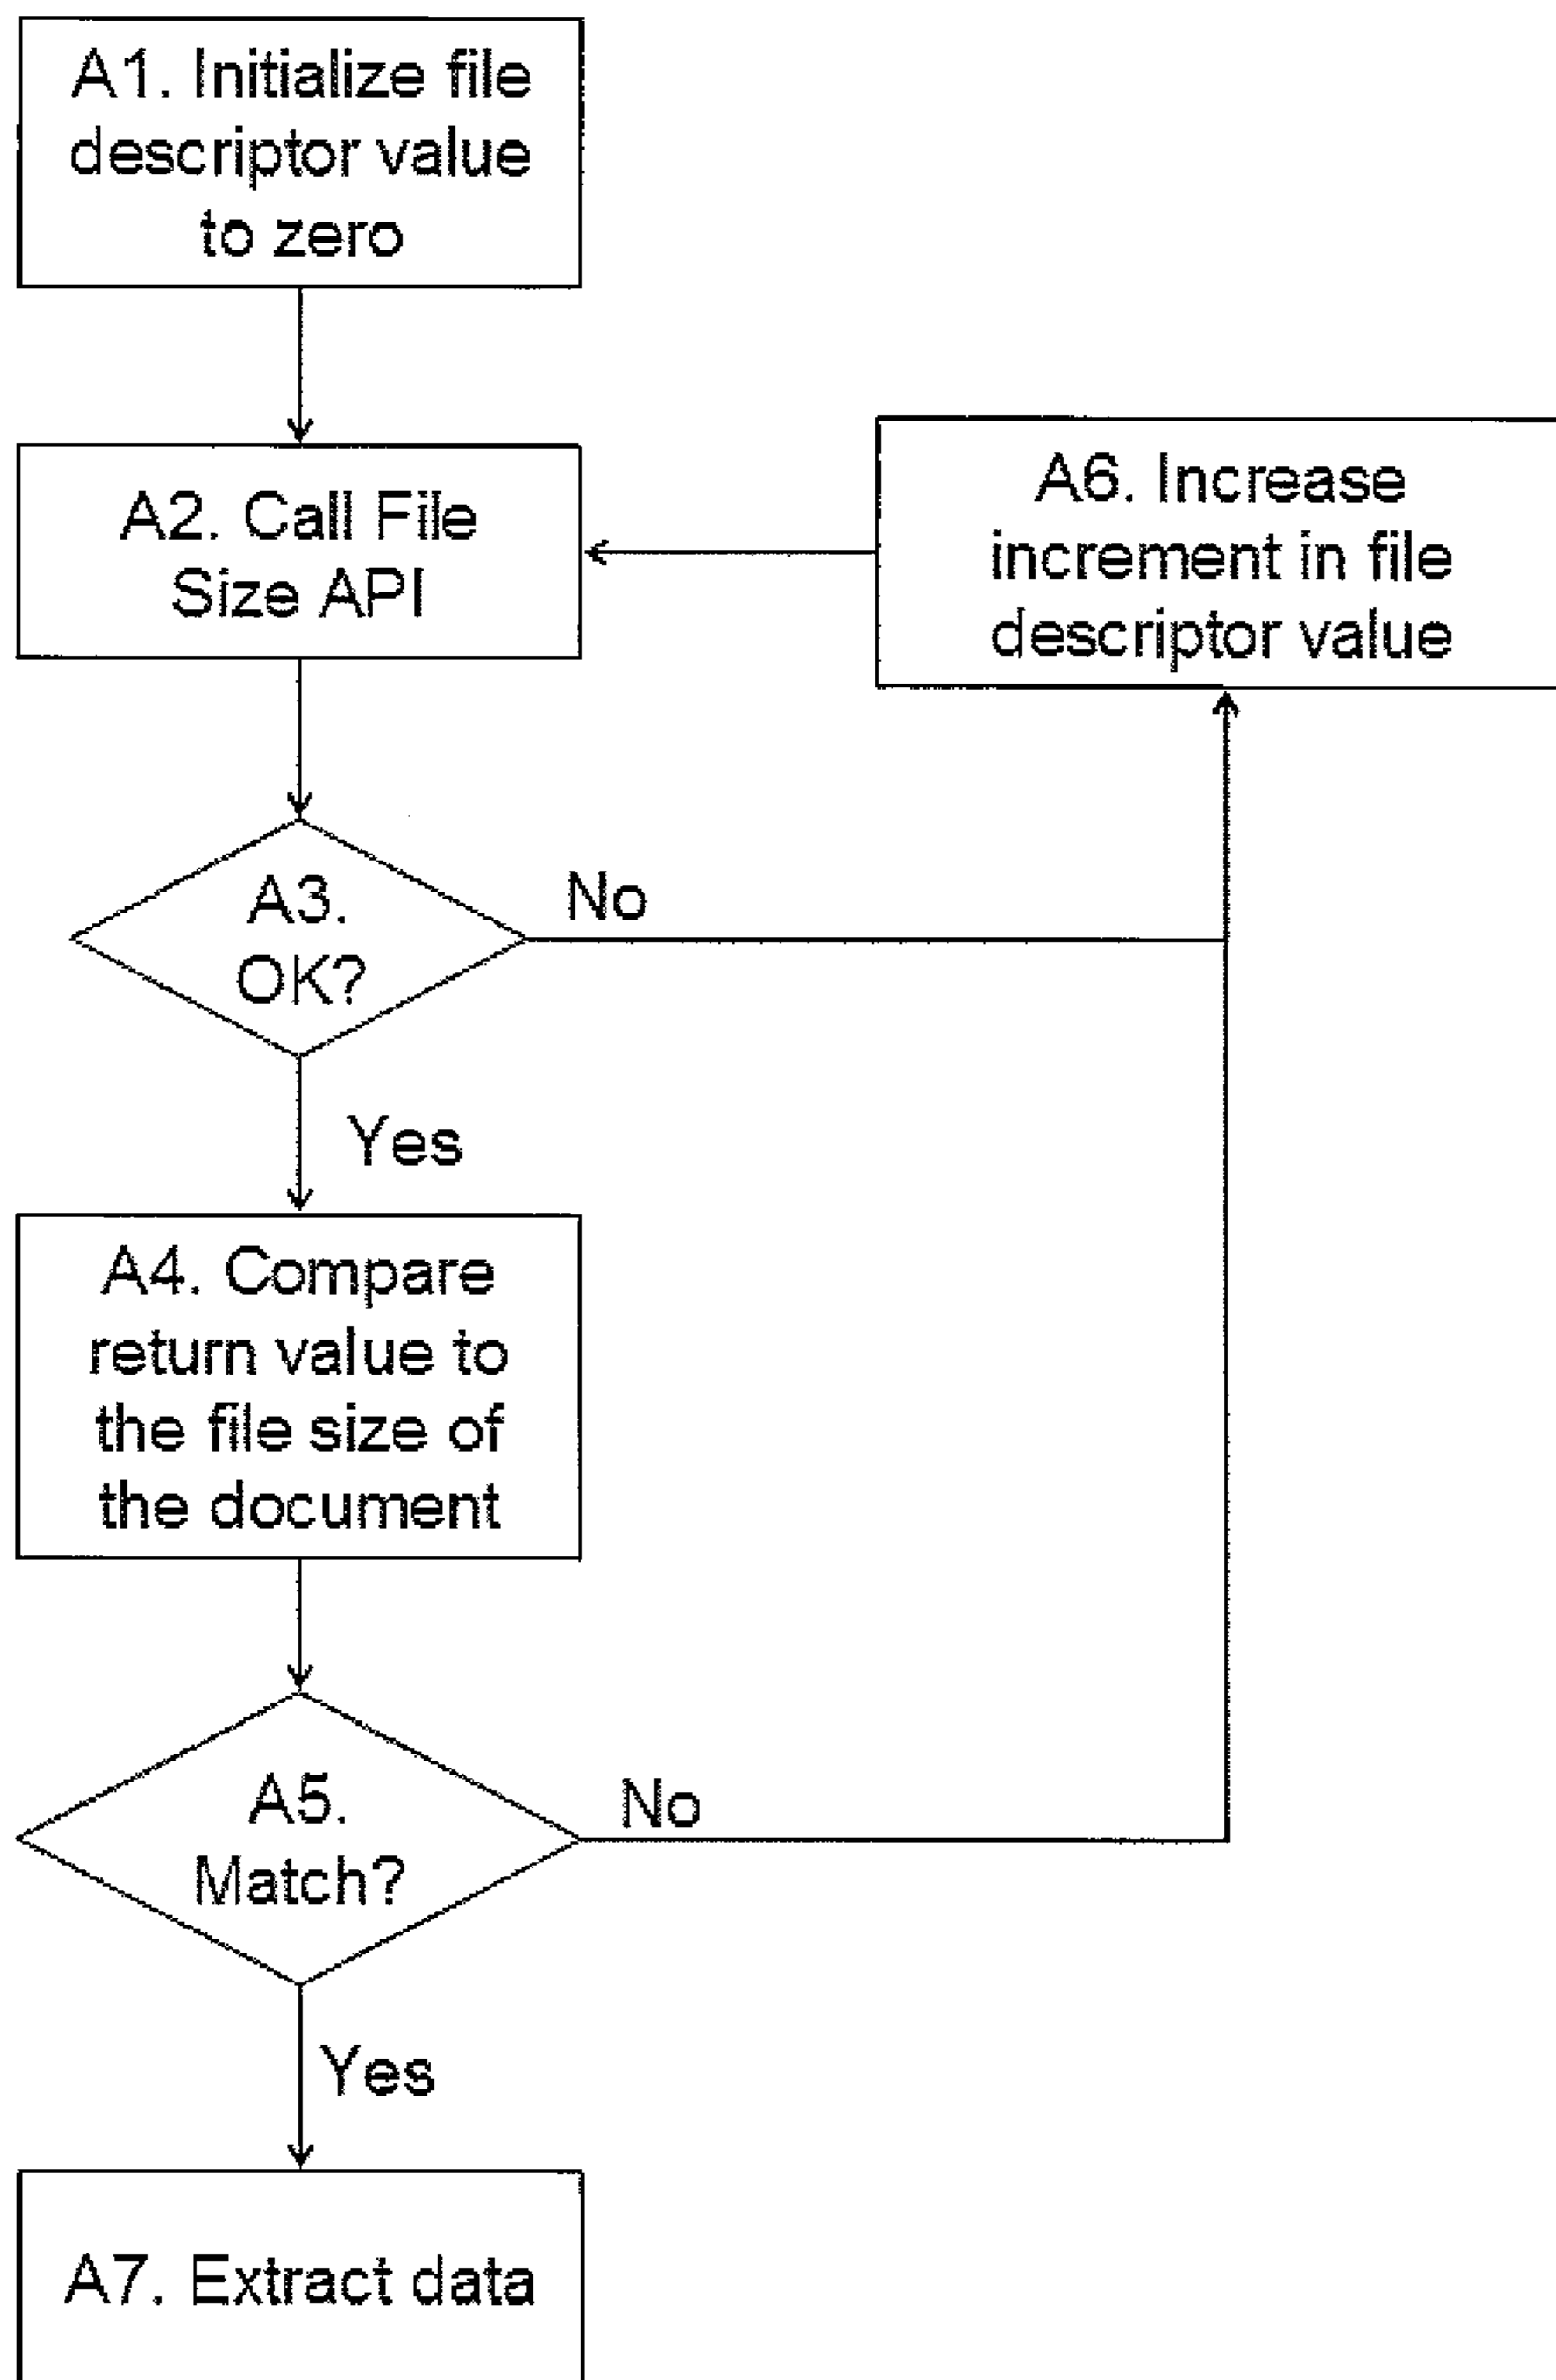 A1. Initialize file
descriptor value
to zero
A2. Call File
Size API
A6. Increase
increment in file
descriptor value
A3.
OK?
No
Yes
A4. Compare
return value to
the file size of
the document
A5.
Match?
No
Yes
A7. Extract data